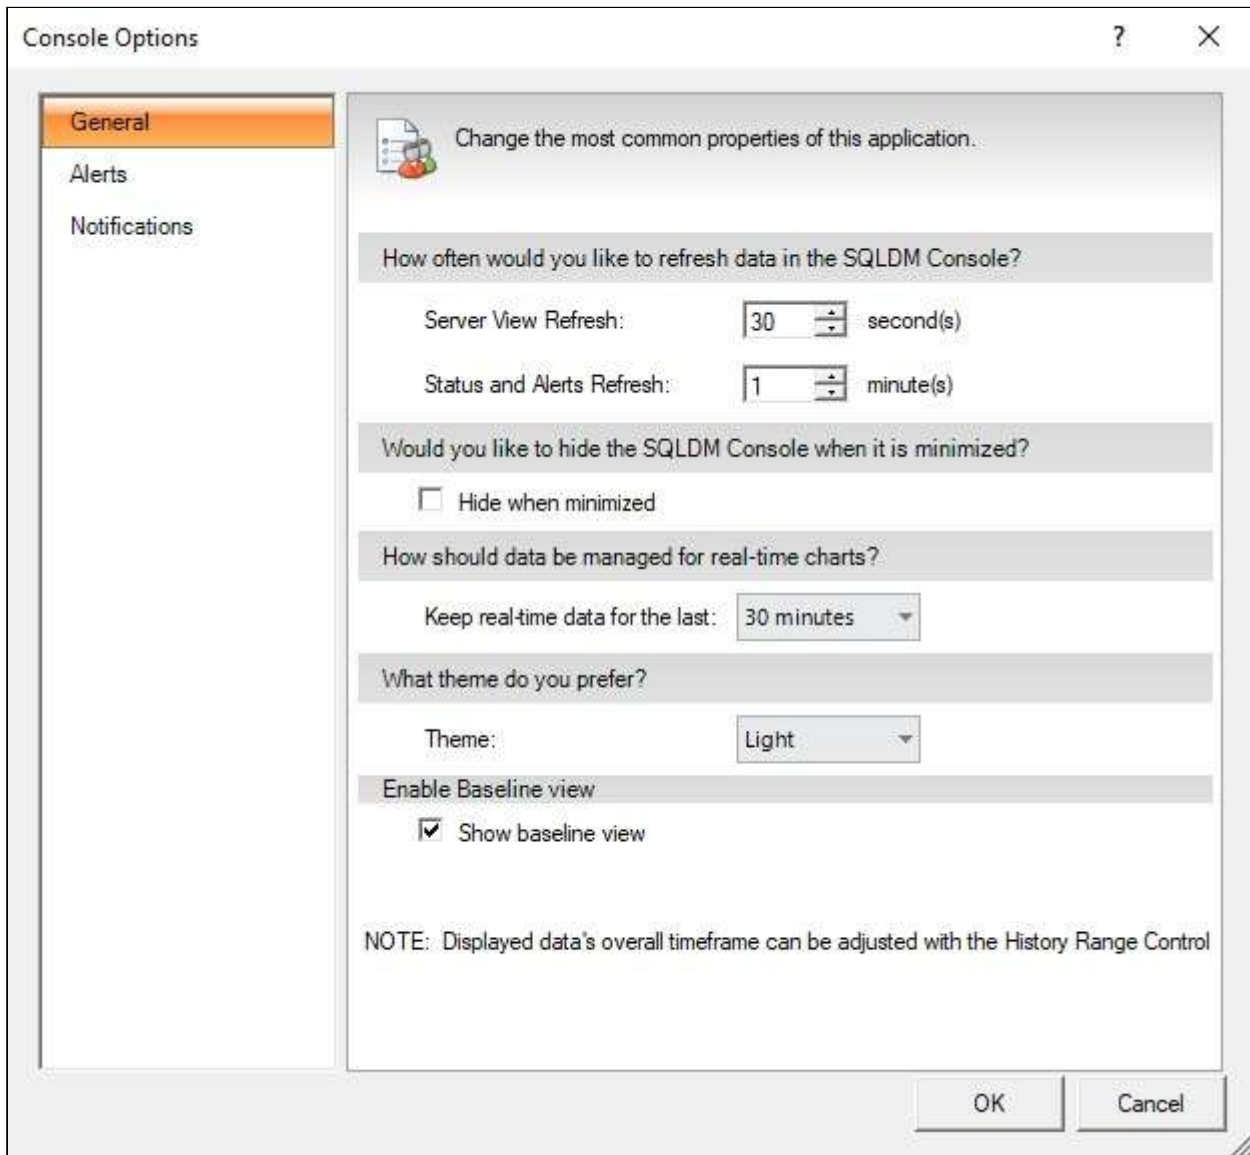 Console Options
?
General
Alerts
Notifications
Change the most common properties of this application.
How often would you like to refresh data in the SQLDM Console?
Server View Refresh: 30 second(s)
Status and Alerts Refresh: 1 minute(s)
Would you like to hide the SQLDM Console when it is minimized?
Hide when minimized
How should data be managed for real-time charts?
Keep real-time data for the last: 30 minutes
What theme do you prefer?
Theme: Light
Enable Baseline view
Show baseline view
NOTE: Displayed data's overall timeframe can be adjusted with the History Range Control
OK Cancel